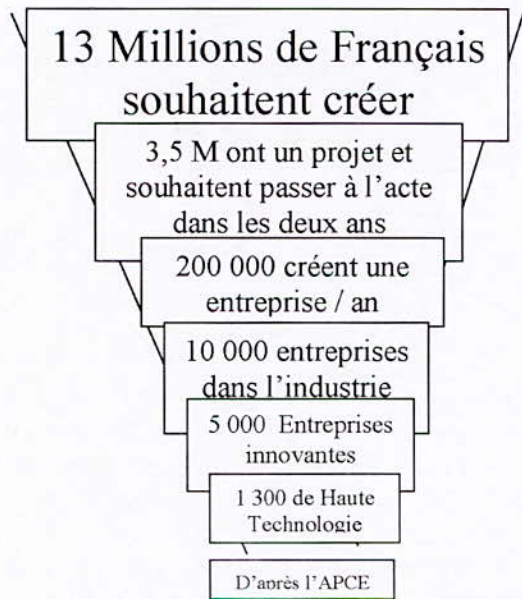 13 Millions de Français
souhaitent créer
3,5 M ont un projet et
souhaitent passer à l'acte
dans les deux ans
200 000 créent une
entreprise / an
10 000 entreprises
dans l'industrie
5 000 Entreprises
innovantes
1 300 de Haute
Technologie
D'après l'APCE